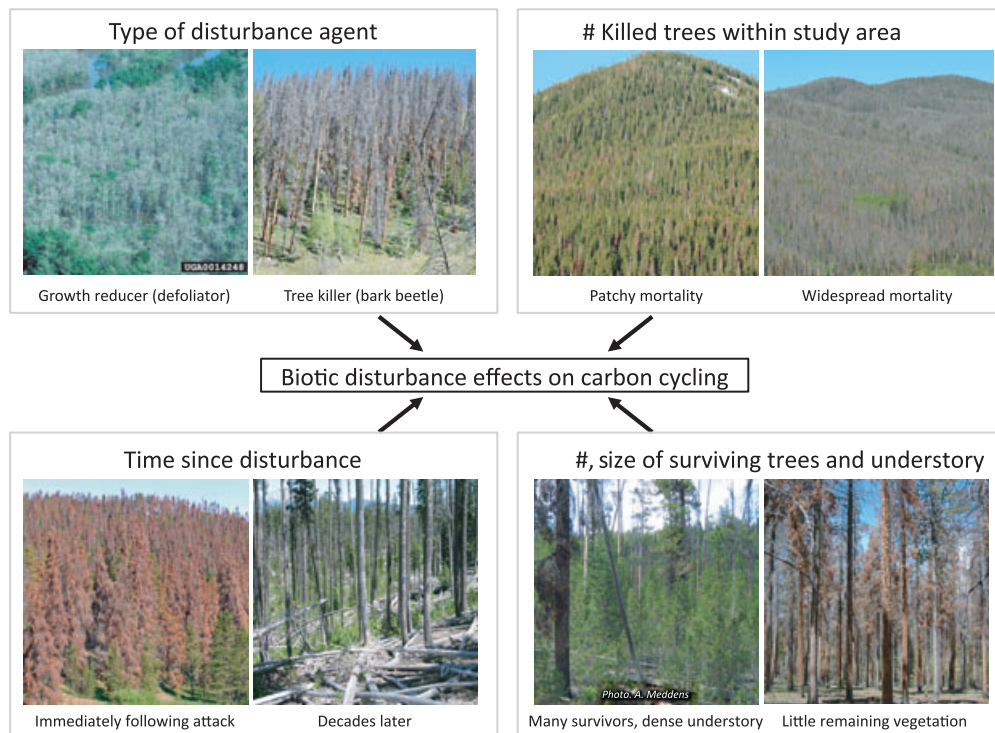 Type of disturbance agent
UGA0014248
Growth reducer (defoliator)
Tree killer (bark beetle)
# Killed trees within study area
Patchy mortality
Widespread mortality
Biotic disturbance effects on carbon cycling
Time since disturbance
Immediately following attack
Decades later
#, size of surviving trees and understory
Photo. A. Meddens
Many survivors, dense understory
Little remaining vegetation